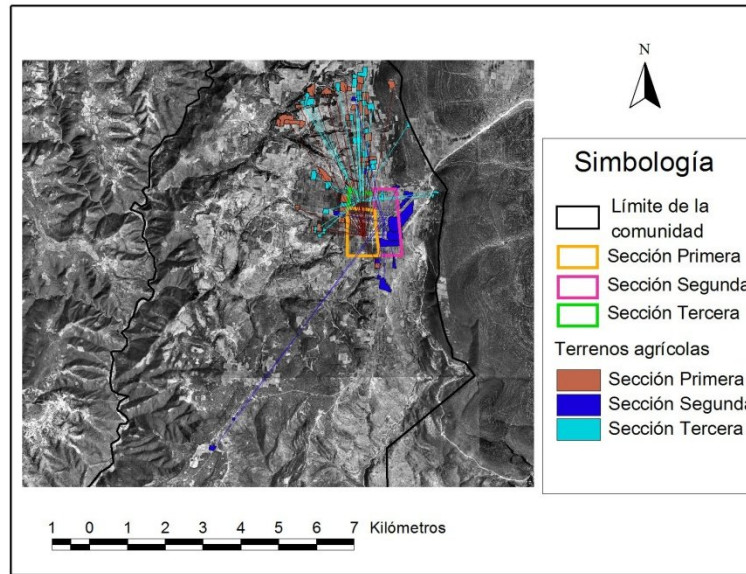 N
Simbología
Límite de la
comunidad
Sección Primera
Sección Segunda
Sección Tercera
Terrenos agrícolas
Sección Primera
Sección Segunda
Sección Tercera
1 0 1 2 3 4 5 6 7 Kilómetros